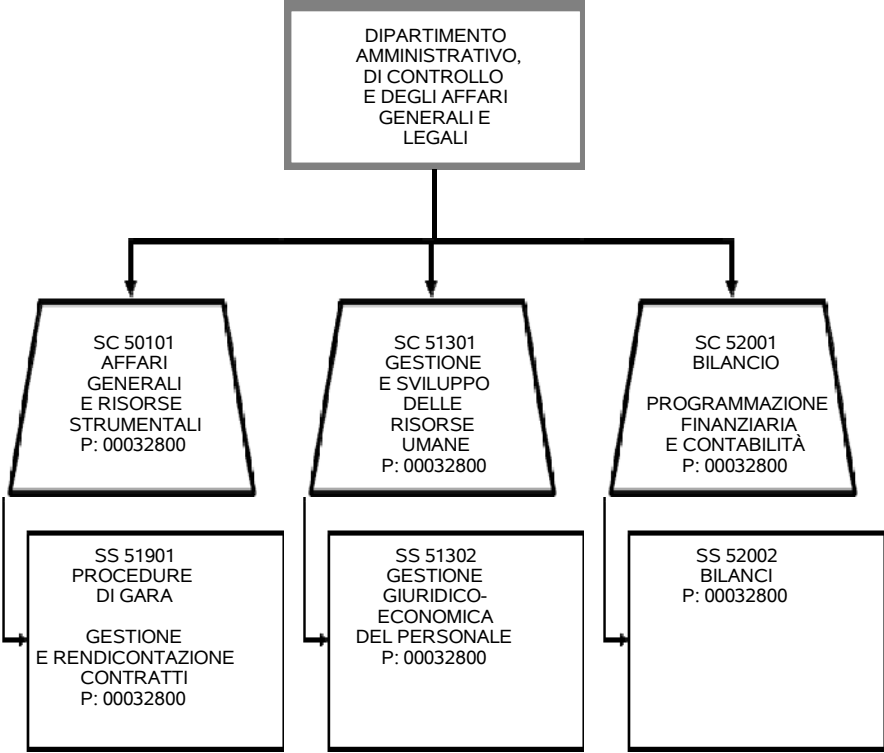 DIPARTIMENTO
AMMINISTRATIVO,
DI CONTROLLO
E DEGLI AFFARI
GENERALI E
LEGALI
SC 50101
AFFARI
GENERALI
E RISORSE
STRUMENTALI
P: 00032800
SC 51301
GESTIONE
E SVILUPPO
DELLE
RISORSE
UMANE
P: 00032800
SC 52001
BILANCIO
PROGRAMMAZIONE
FINANZIARIA
E CONTABILITÀ
P: 00032800
SS 51901
PROCEDURE
DI GARA
GESTIONE
E RENDICONTAZIONE
CONTRATTI
P: 00032800
SS 51302
GESTIONE
GIURIDICO-
ECONOMICA
DEL PERSONALE
P: 00032800
SS 52002
BILANCI
P: 00032800